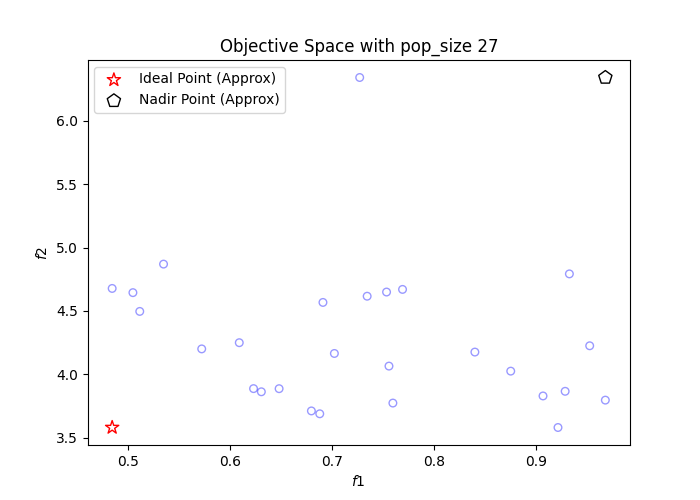 Objective Space with pop_size 27
Ideal Point (Approx)
Nadir Point (Approx)
6.0
5.5
5.0
4.5
4.0
3.5
f2
0.5 0.6 0.7 0.8 0.9
f1